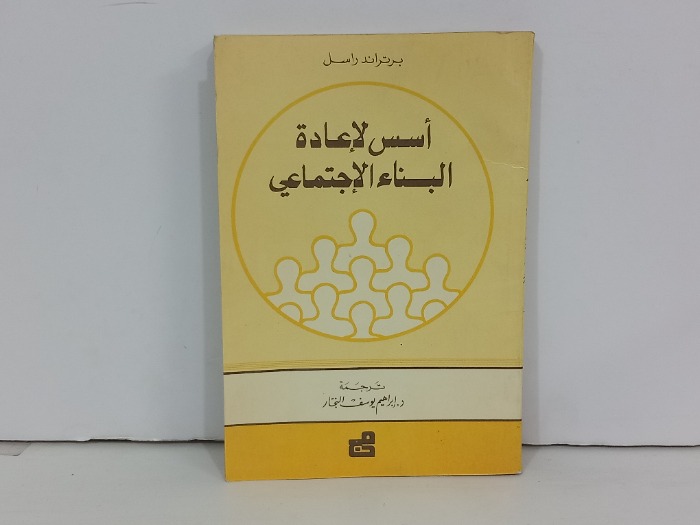 برتراند راسل
أسس لإعادة
البناء الإجتماعي
ترجمة
د. إبراهيم يوسف النجار